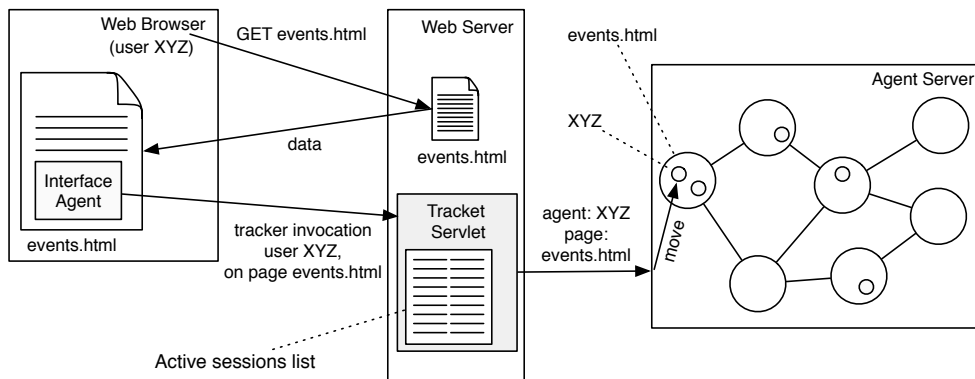 Web Browser
(user XYZ)
GET events.html
Web Server
events.html
Agent Server
XYZ
data
events.html
Interface
Agent
events.html
tracker invocation
user XYZ,
on page events.html
Tracket
Servlet
agent: XYZ
page:
events.html
move
Active sessions list